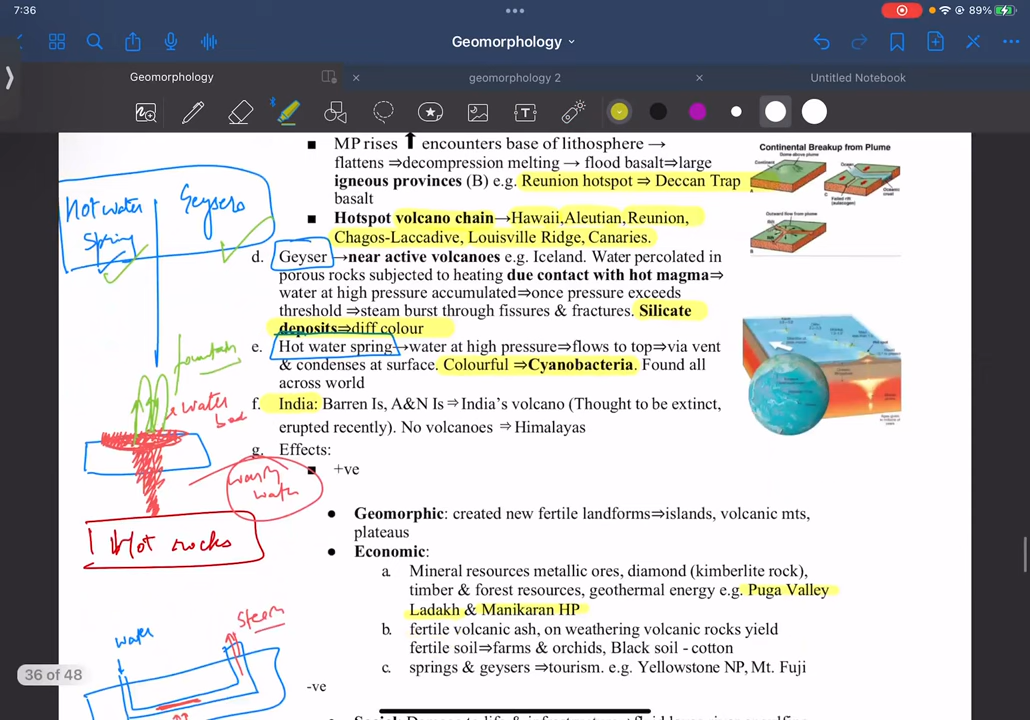 7:36
89%
Geomorphology
Geomorphology
geomorphology 2
Untitled Notebook
■ MP rises ⬆ encounters base of lithosphere →
flattens ⇒decompression melting → flood basalt⇒large
igneous provinces (B) e.g. Reunion hotspot ⇒ Deccan Trap
basalt
■ Hotspot volcano chain→Hawaii, Aleutian, Reunion,
Chagos-Laccadive, Louisville Ridge, Canaries.
d. Geyser →near active volcanoes e.g. Iceland. Water percolated in
porous rocks subjected to heating due contact with hot magma⇒
water at high pressure accumulated⇒once pressure exceeds
threshold ⇒steam burst through fissures & fractures. Silicate
deposits⇒diff colour
e. Hot water spring→water at high pressure⇒flows to top⇒via vent
& condenses at surface. Colourful ⇒Cyanobacteria. Found all
across world
f. India: Barren Is, A&N Is ⇒ India's volcano (Thought to be extinct,
erupted recently). No volcanoes ⇒ Himalayas
g. Effects:
■ +ve
● Geomorphic: created new fertile landforms⇒islands, volcanic mts,
plateaus
● Economic:
a. Mineral resources metallic ores, diamond (kimberlite rock),
timber & forest resources, geothermal energy e.g. Puga Valley
Ladakh & Manikaran HP
b. fertile volcanic ash, on weathering volcanic rocks yield
fertile soil⇒farms & orchids, Black soil - cotton
c. springs & geysers ⇒tourism. e.g. Yellowstone NP, Mt. Fuji
-ve
Continental Breakup from Plume
Hot water
spring
Geysers
fountain
water
bed
warm
water
Hot rocks
water
steam
36 of 48